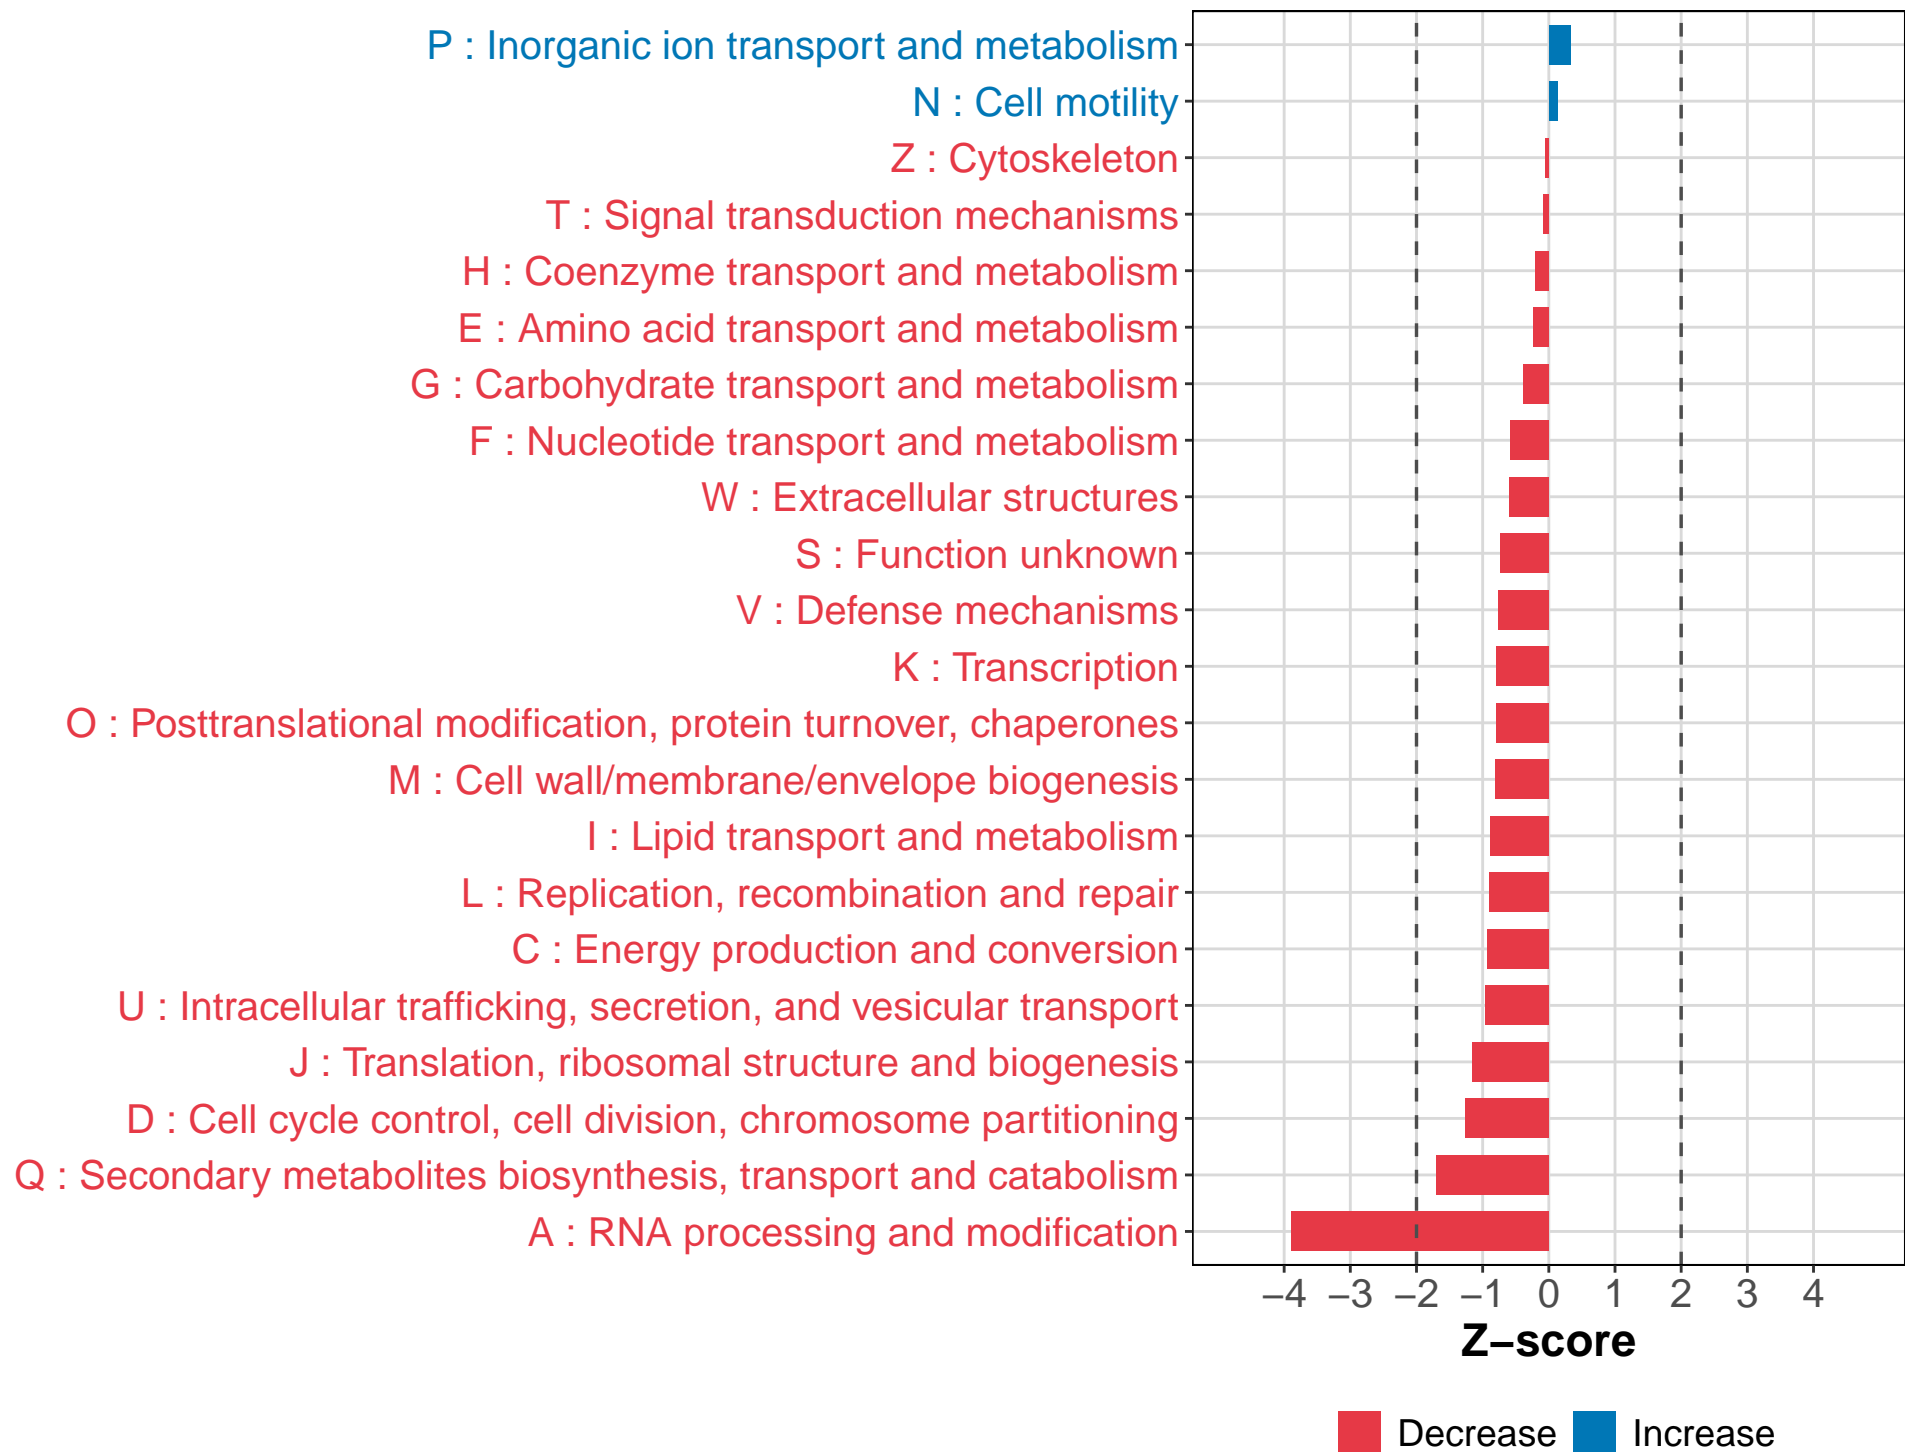 P : Inorganic ion transport and metabolism
N : Cell motility
Z : Cytoskeleton
T : Signal transduction mechanisms
H : Coenzyme transport and metabolism
E : Amino acid transport and metabolism
G : Carbohydrate transport and metabolism
F : Nucleotide transport and metabolism
W : Extracellular structures
S : Function unknown
V : Defense mechanisms
K : Transcription
O : Posttranslational modification, protein turnover, chaperones
M : Cell wall/membrane/envelope biogenesis
I : Lipid transport and metabolism
L : Replication, recombination and repair
C : Energy production and conversion
U : Intracellular trafficking, secretion, and vesicular transport
J : Translation, ribosomal structure and biogenesis
D : Cell cycle control, cell division, chromosome partitioning
Q : Secondary metabolites biosynthesis, transport and catabolism
A : RNA processing and modification
−4 −3 −2 −1 0 1 2 3 4
Z−score
Decrease Increase